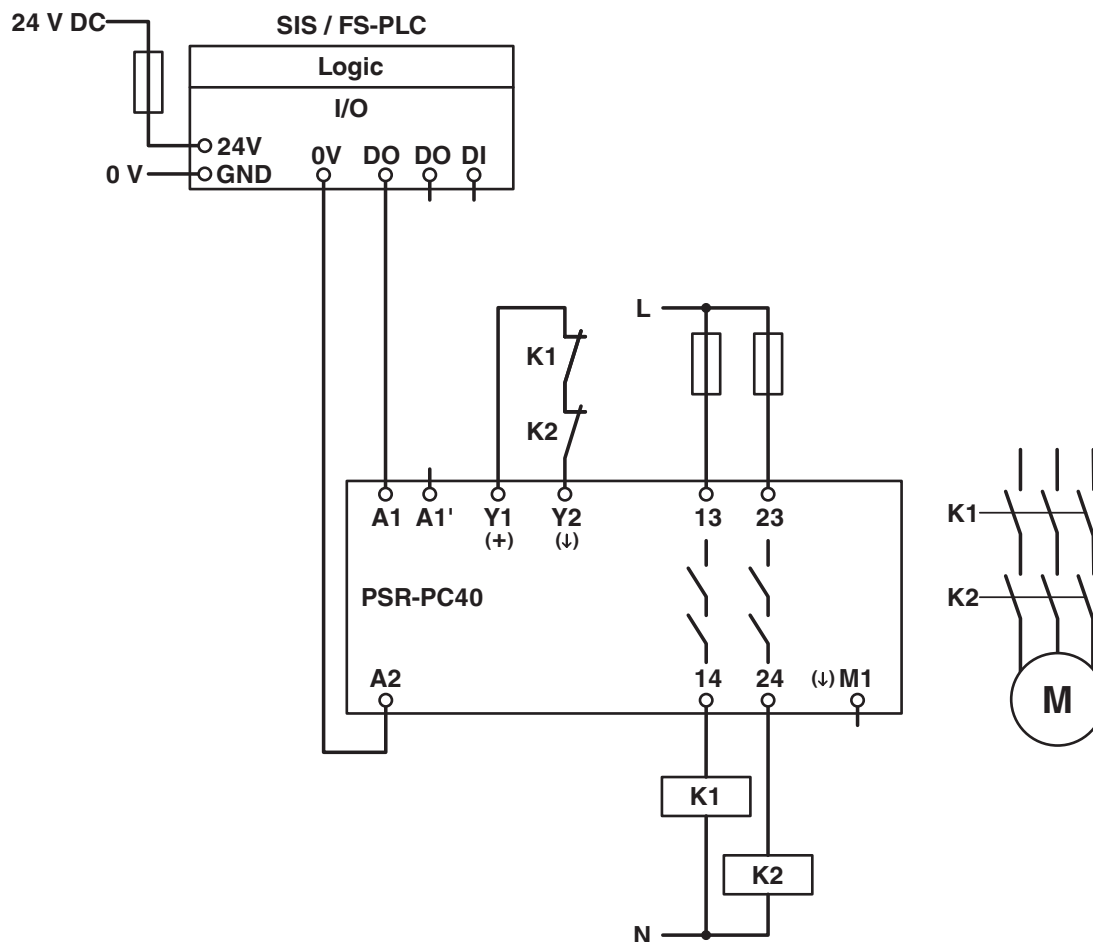 24 V DC
SIS / FS-PLC
Logic
I/O
24V
0V DO DO DI
0 V
GND
L
K1
K2
A1 A1' Y1 Y2 13 23
(+) (↓)
K1
PSR-PC40
K2
A2 14 24 (↓) M1
M
K1
K2
N